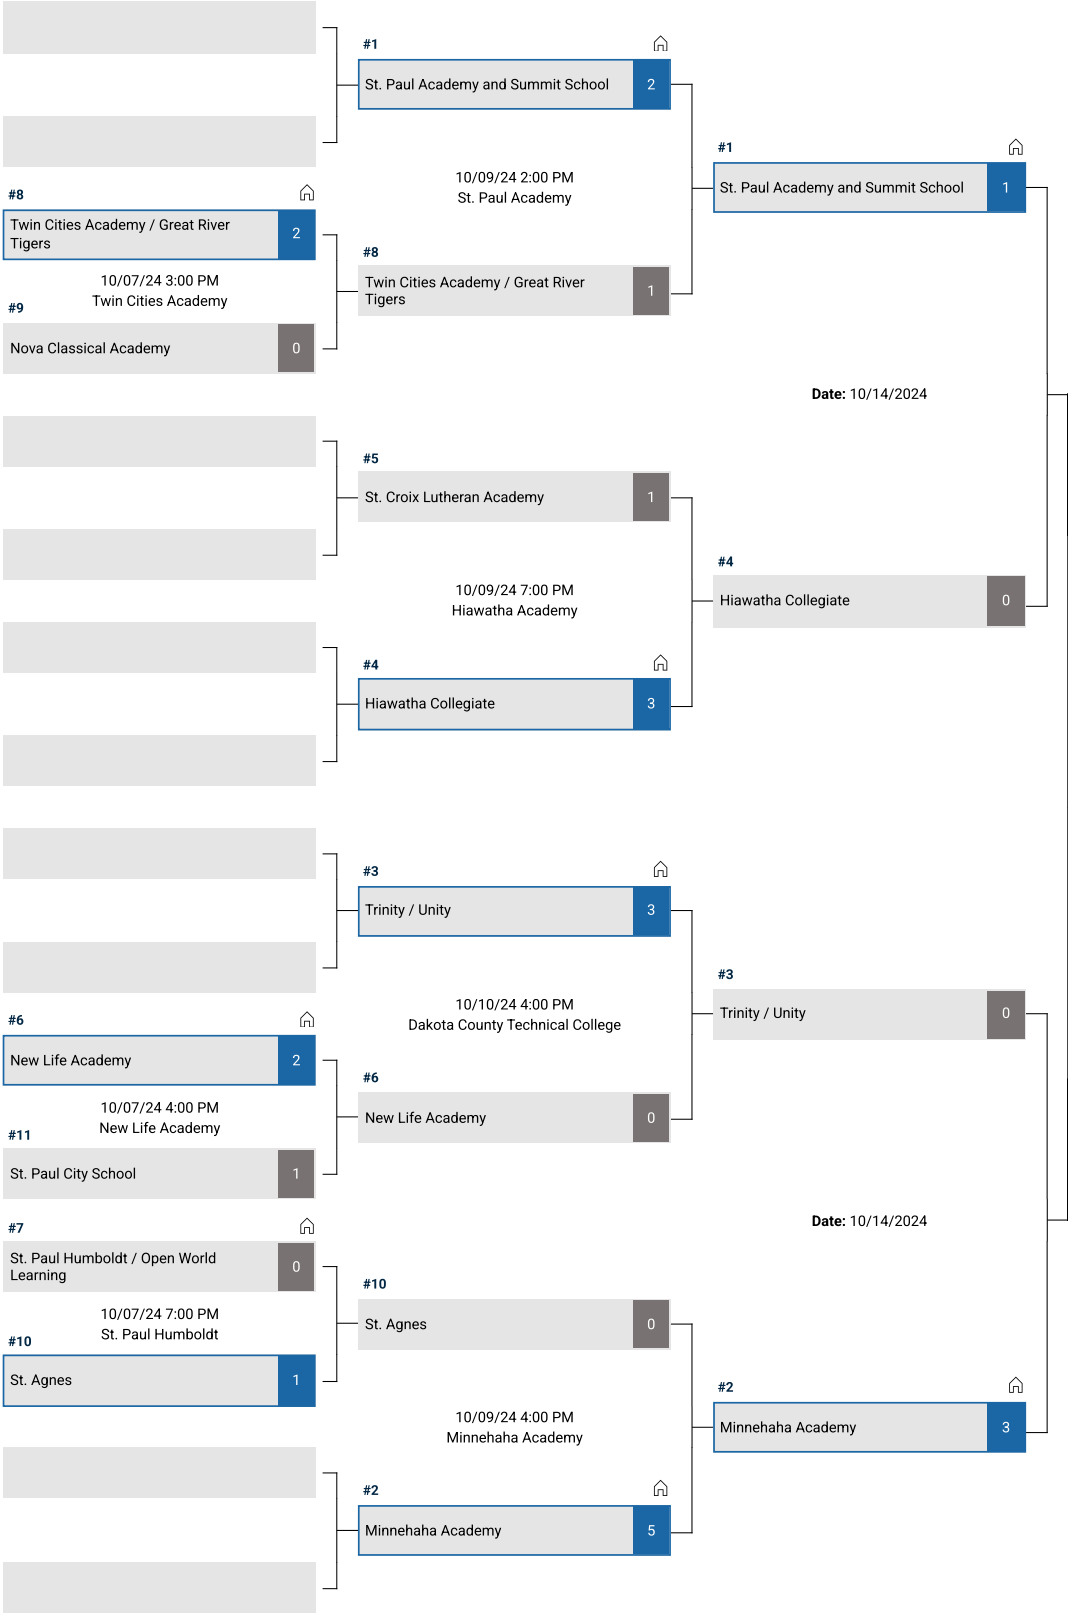 #8
Twin Cities Academy / Great River
Tigers
2
10/07/24 3:00 PM
Twin Cities Academy
#9
Nova Classical Academy
0
#6
New Life Academy
2
10/07/24 4:00 PM
New Life Academy
#11
St. Paul City School
1
#7
St. Paul Humboldt / Open World
Learning
0
10/07/24 7:00 PM
St. Paul Humboldt
#10
St. Agnes
1
#1
St. Paul Academy and Summit School
2
10/09/24 2:00 PM
St. Paul Academy
#8
Twin Cities Academy / Great River
Tigers
1
#5
St. Croix Lutheran Academy
1
10/09/24 7:00 PM
Hiawatha Academy
#4
Hiawatha Collegiate
3
#3
Trinity / Unity
3
10/10/24 4:00 PM
Dakota County Technical College
#6
New Life Academy
0
#10
St. Agnes
0
10/09/24 4:00 PM
Minnehaha Academy
#2
Minnehaha Academy
5
#1
St. Paul Academy and Summit School
1
Date: 10/14/2024
#4
Hiawatha Collegiate
0
#3
Trinity / Unity
0
Date: 10/14/2024
#2
Minnehaha Academy
3